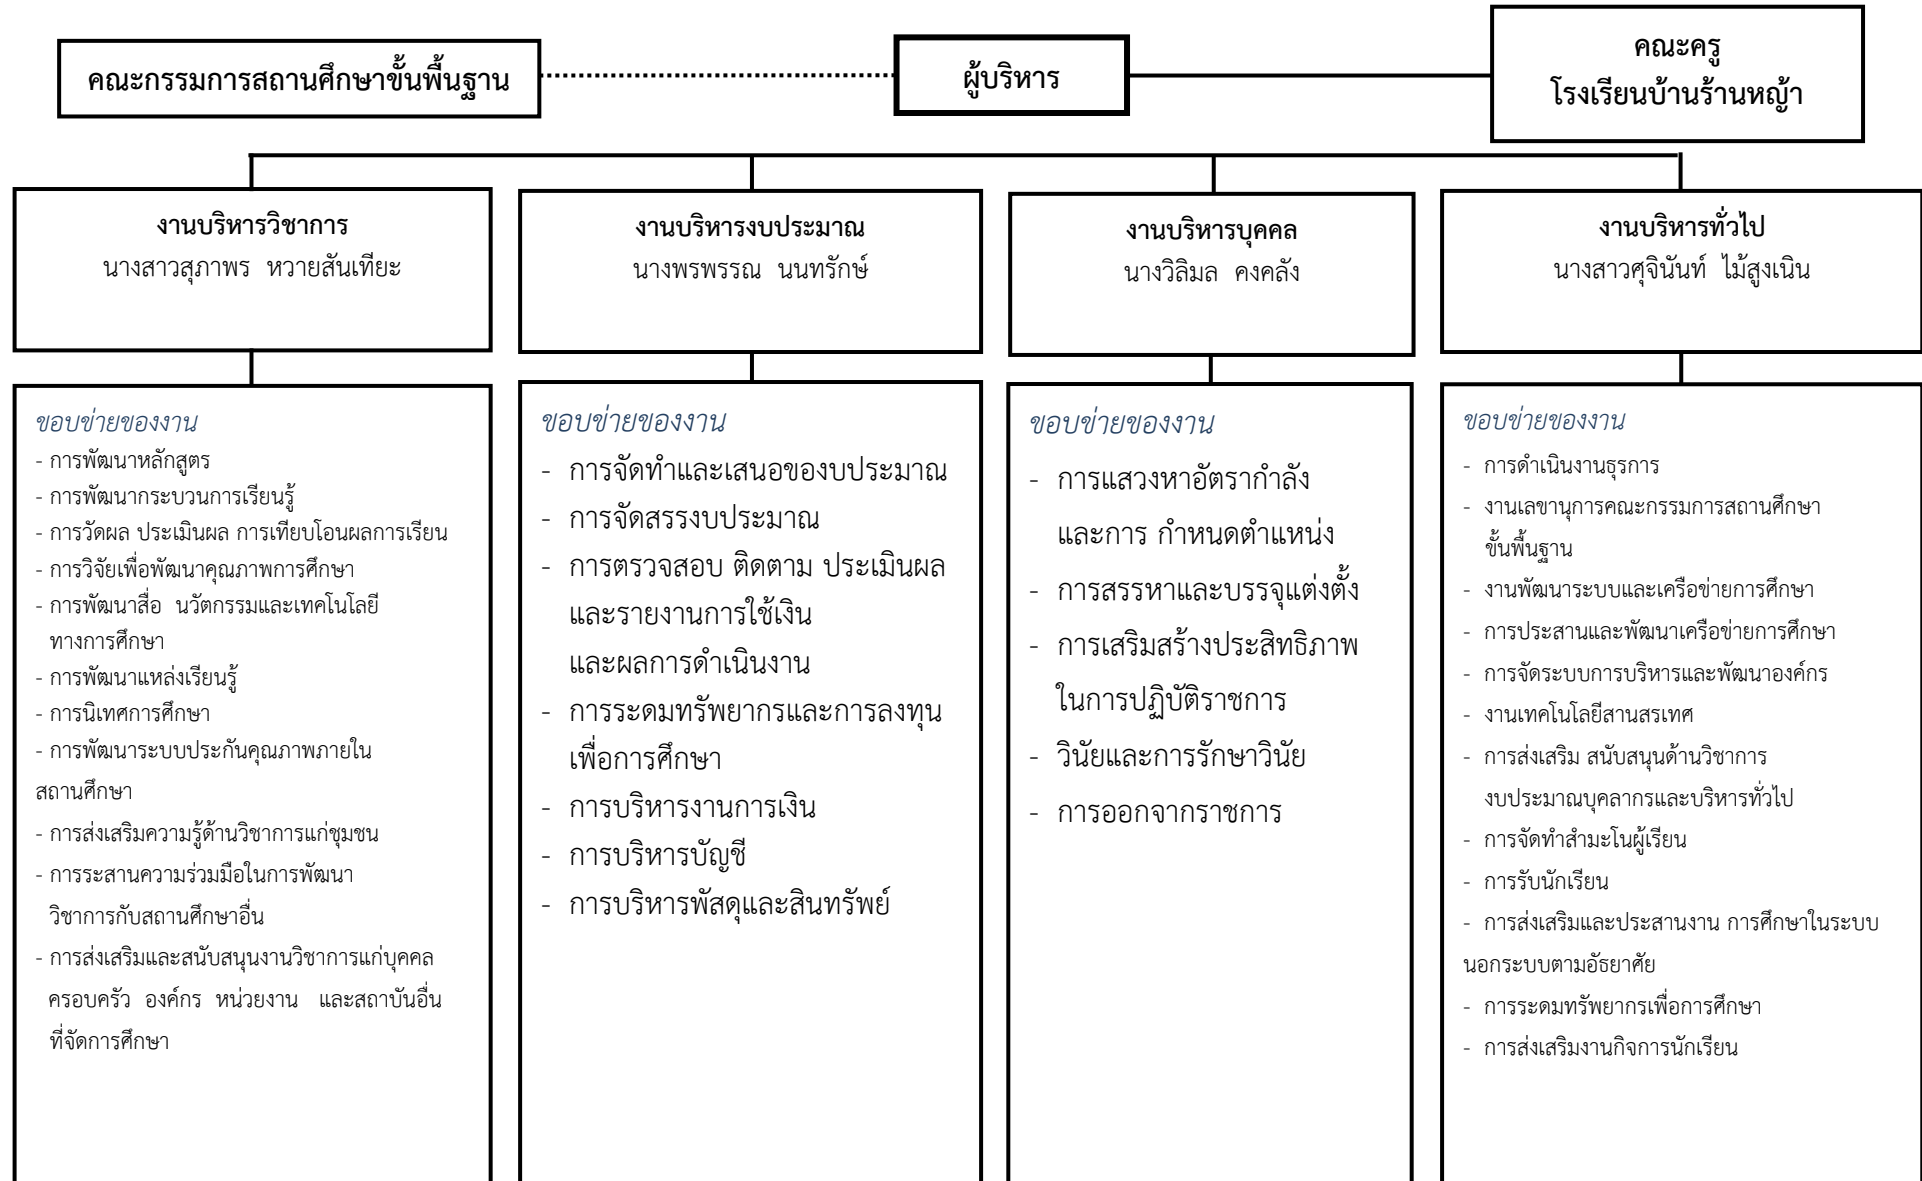 คณะกรรมการสถานศึกษาขั้นพื้นฐาน
ผู้บริหาร
คณะครู
โรงเรียนบ้านร้านหญ้า
งานบริหารวิชาการ
นางสาวสุภาพร หวายสันเทียะ
งานบริหารงบประมาณ
นางพรพรรณ นนทรักษ์
งานบริหารบุคคล
นางวิลิมล คงคลัง
งานบริหารทั่วไป
นางสาวศุจินันท์ ไม้สูงเนิน
ขอบข่ายของงาน
- การพัฒนาหลักสูตร
- การพัฒนากระบวนการเรียนรู้
- การวัดผล ประเมินผล การเทียบโอนผลการเรียน
- การวิจัยเพื่อพัฒนาคุณภาพการศึกษา
- การพัฒนาสื่อ นวัตกรรมและเทคโนโลยี
ทางการศึกษา
- การพัฒนาแหล่งเรียนรู้
- การนิเทศการศึกษา
- การพัฒนาระบบประกันคุณภาพภายใน
สถานศึกษา
- การส่งเสริมความรู้ด้านวิชาการแก่ชุมชน
- การระสานความร่วมมือในการพัฒนา
วิชาการกับสถานศึกษาอื่น
- การส่งเสริมและสนับสนุนงานวิชาการแก่บุคคล
ครอบครัว องค์กร หน่วยงาน และสถาบันอื่น
ที่จัดการศึกษา
ขอบข่ายของงาน
- การจัดทำและเสนอของบประมาณ
- การจัดสรรงบประมาณ
- การตรวจสอบ ติดตาม ประเมินผล
และรายงานการใช้เงิน
และผลการดำเนินงาน
- การระดมทรัพยากรและการลงทุน
เพื่อการศึกษา
- การบริหารงานการเงิน
- การบริหารบัญชี
- การบริหารพัสดุและสินทรัพย์
ขอบข่ายของงาน
- การแสวงหาอัตรากำลัง
และการ กำหนดตำแหน่ง
- การสรรหาและบรรจุแต่งตั้ง
- การเสริมสร้างประสิทธิภาพ
ในการปฏิบัติราชการ
- วินัยและการรักษาวินัย
- การออกจากราชการ
ขอบข่ายของงาน
- การดำเนินงานธุรการ
- งานเลขานุการคณะกรรมการสถานศึกษา
ขั้นพื้นฐาน
- งานพัฒนาระบบและเครือข่ายการศึกษา
- การประสานและพัฒนาเครือข่ายการศึกษา
- การจัดระบบการบริหารและพัฒนาองค์กร
- งานเทคโนโลยีสานสรเทศ
- การส่งเสริม สนับสนุนด้านวิชาการ
งบประมาณบุคลากรและบริหารทั่วไป
- การจัดทำสำมะโนผู้เรียน
- การรับนักเรียน
- การส่งเสริมและประสานงาน การศึกษาในระบบ
นอกระบบตามอัธยาศัย
- การระดมทรัพยากรเพื่อการศึกษา
- การส่งเสริมงานกิจการนักเรียน